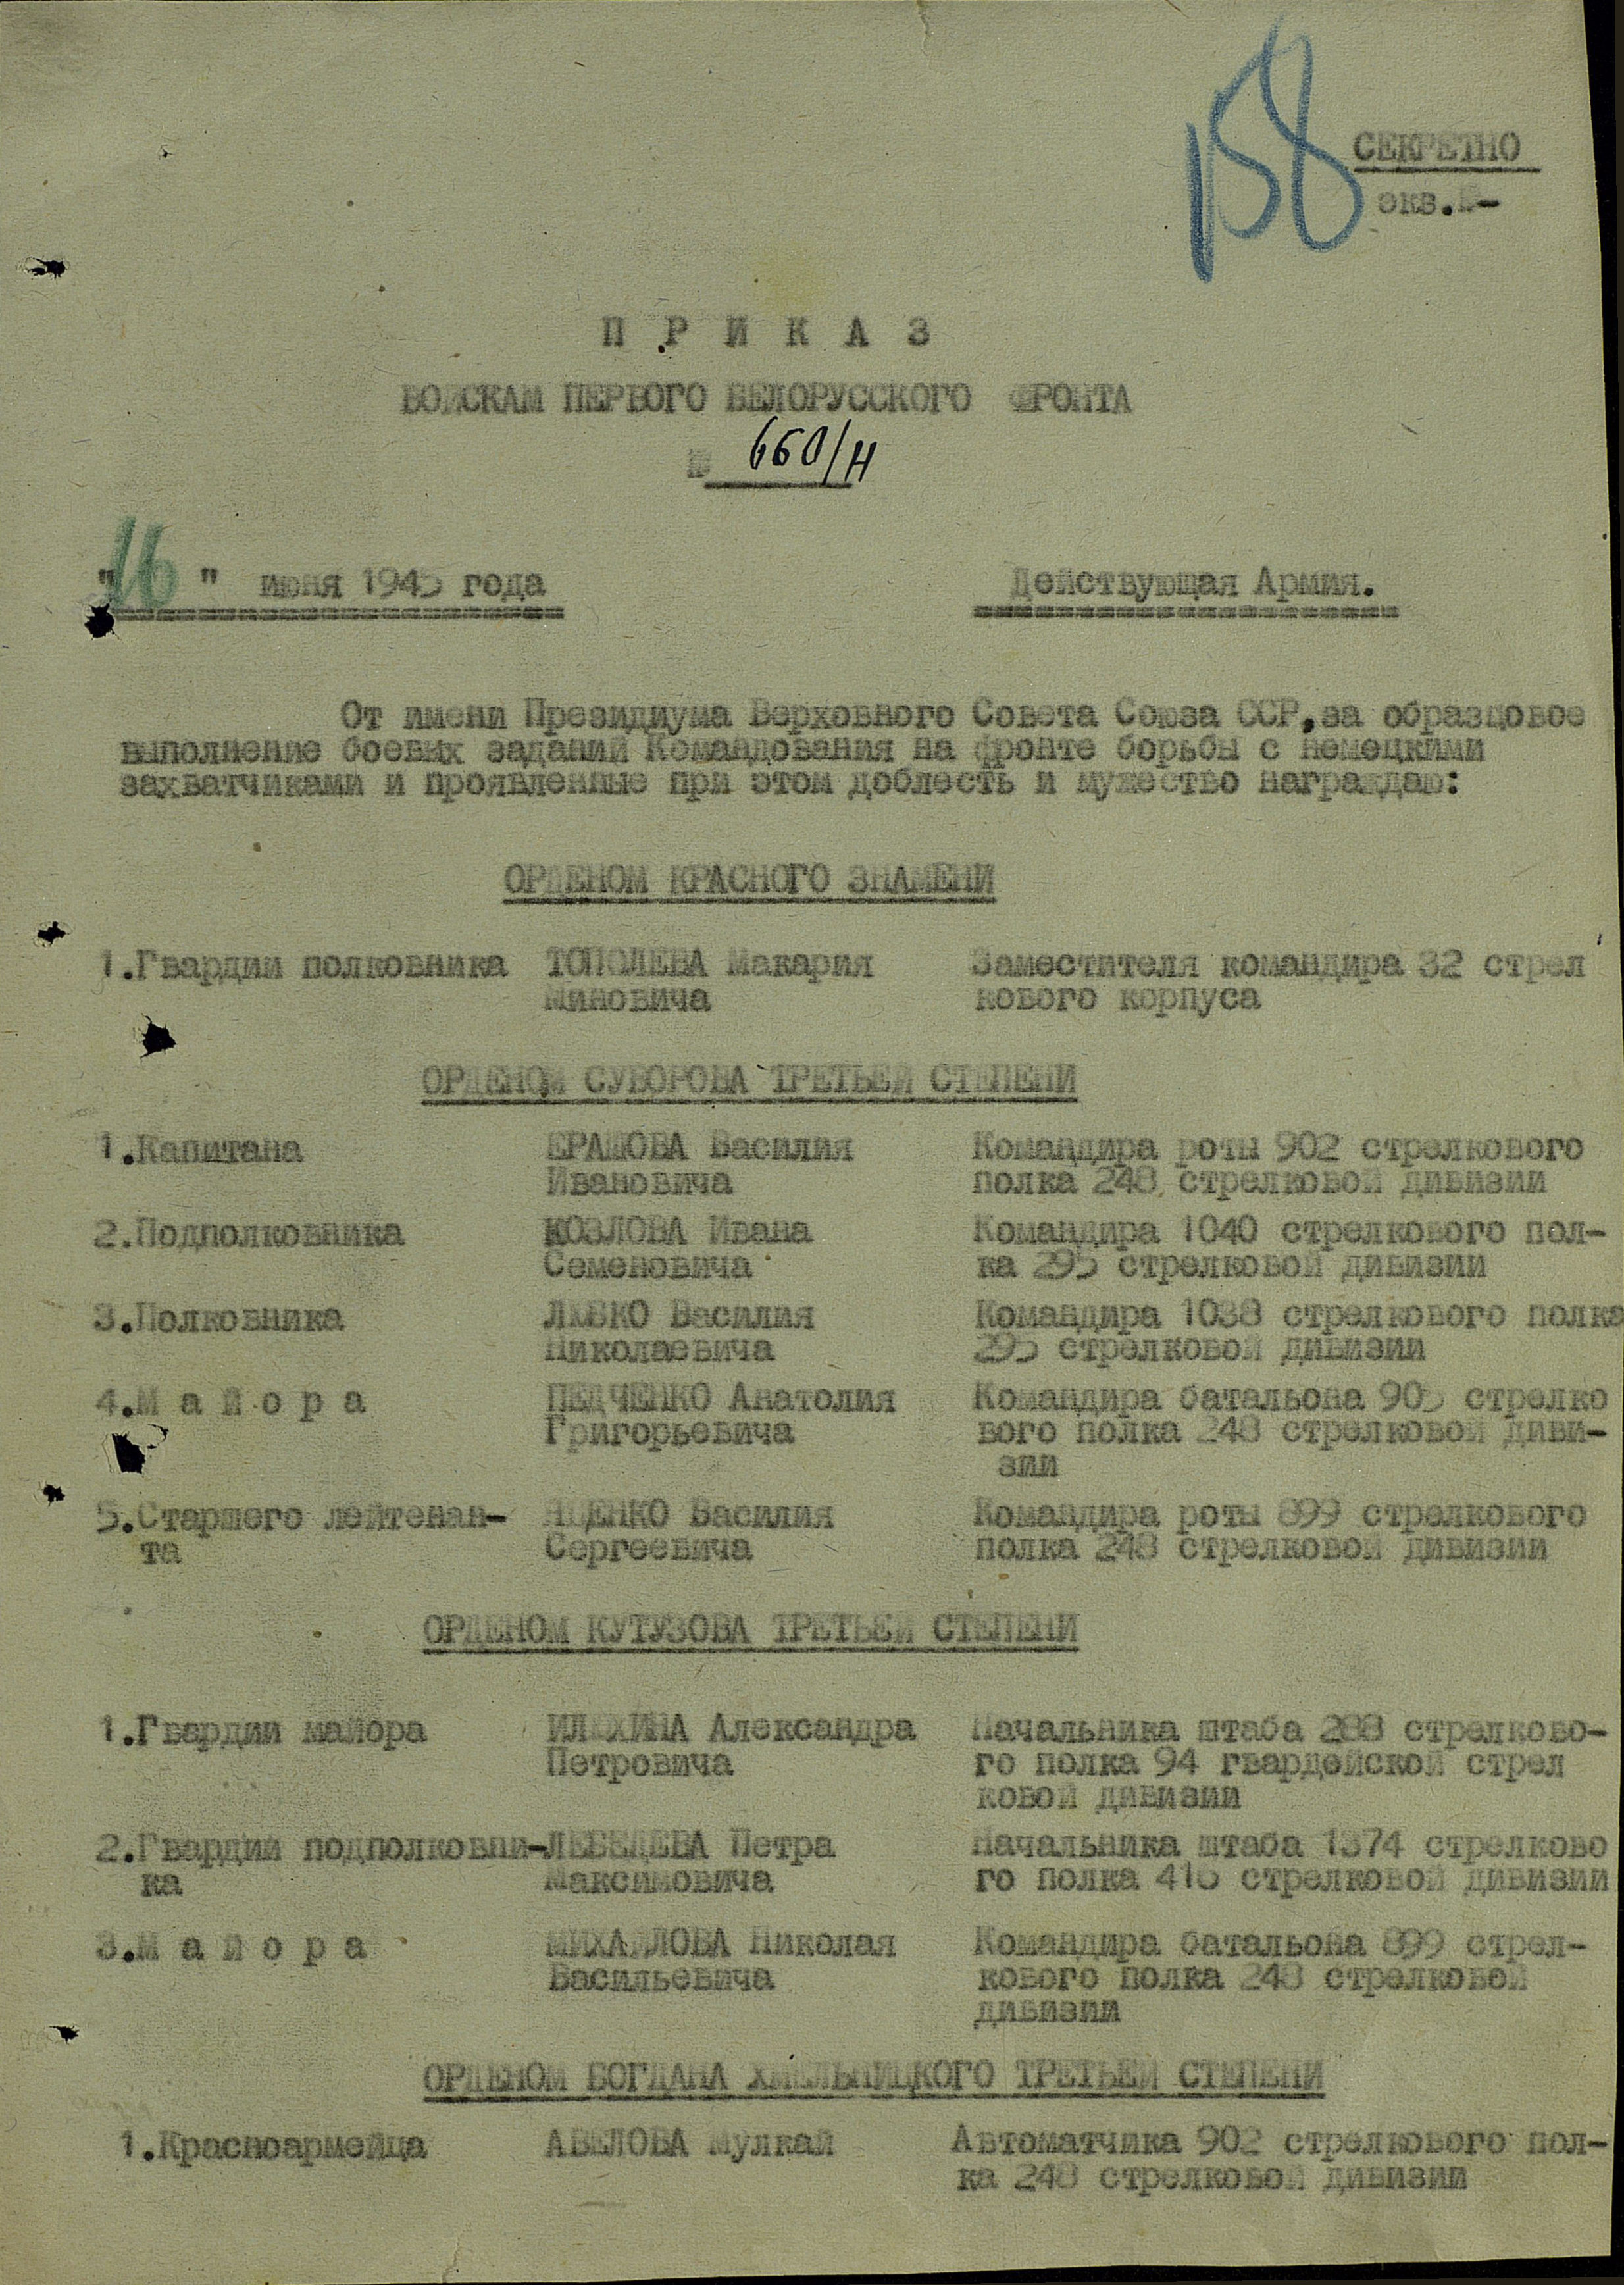 158
СЕКРЕТНО
экз.
П Р И К А З
ВОЙСКАМ ПЕРВОГО БЕЛОРУССКОГО ФРОНТА
№ 660/н
"16" июня 1945 года
Действующая Армия.
От имени Президиума Верховного Совета Союза ССР, за образцовое
выполнение боевых заданий Командования на фронте борьбы с немецкими
захватчиками и проявленные при этом доблесть и мужество награждаю:
ОРДЕНОМ КРАСНОГО ЗНАМЕНИ
1.Гвардии полковника ТОПОЛЕВА Макария Заместителя командира 32 стрел
Миновича кового корпуса
ОРДЕНОМ СУВОРОВА ТРЕТЬЕЙ СТЕПЕНИ
1.Капитана ЕРАШОВА Василия Командира роты 902 стрелкового
Ивановича полка 248 стрелковой дивизии
2.Подполковника КОЗЛОВА Ивана Командира 1040 стрелкового пол-
Семеновича ка 295 стрелковой дивизии
3.Полковника ЛЮБКО Василия Командира 1038 стрелкового полка
Николаевича 295 стрелковой дивизии
4.М а й о р а ПЕДЧЕНКО Анатолия Командира батальона 905 стрелко
Григорьевича вого полка 248 стрелковой диви-
зии
5.Старшего лейтенан- ЯЦЕНКО Василия Командира роты 899 стрелкового
та Сергеевича полка 248 стрелковой дивизии
ОРДЕНОМ КУТУЗОВА ТРЕТЬЕЙ СТЕПЕНИ
1.Гвардии майора ИЛЮХИНА Александра Начальника штаба 288 стрелково-
Петровича го полка 94 гвардейской стрел
ковой дивизии
2.Гвардии подполковни-ЛЕБЕДЕВА Петра Начальника штаба 1374 стрелково
ка Максимовича го полка 416 стрелковой дивизии
3.М а й о р а МИХАЙЛОВА Николая Командира батальона 899 стрел-
Васильевича кового полка 248 стрелковой
дивизии
ОРДЕНОМ БОГДАНА ХМЕЛЬНИЦКОГО ТРЕТЬЕЙ СТЕПЕНИ
1.Красноармейца АВЕЛОВА Мулкай Автоматчика 902 стрелкового пол-
ка 248 стрелковой дивизии